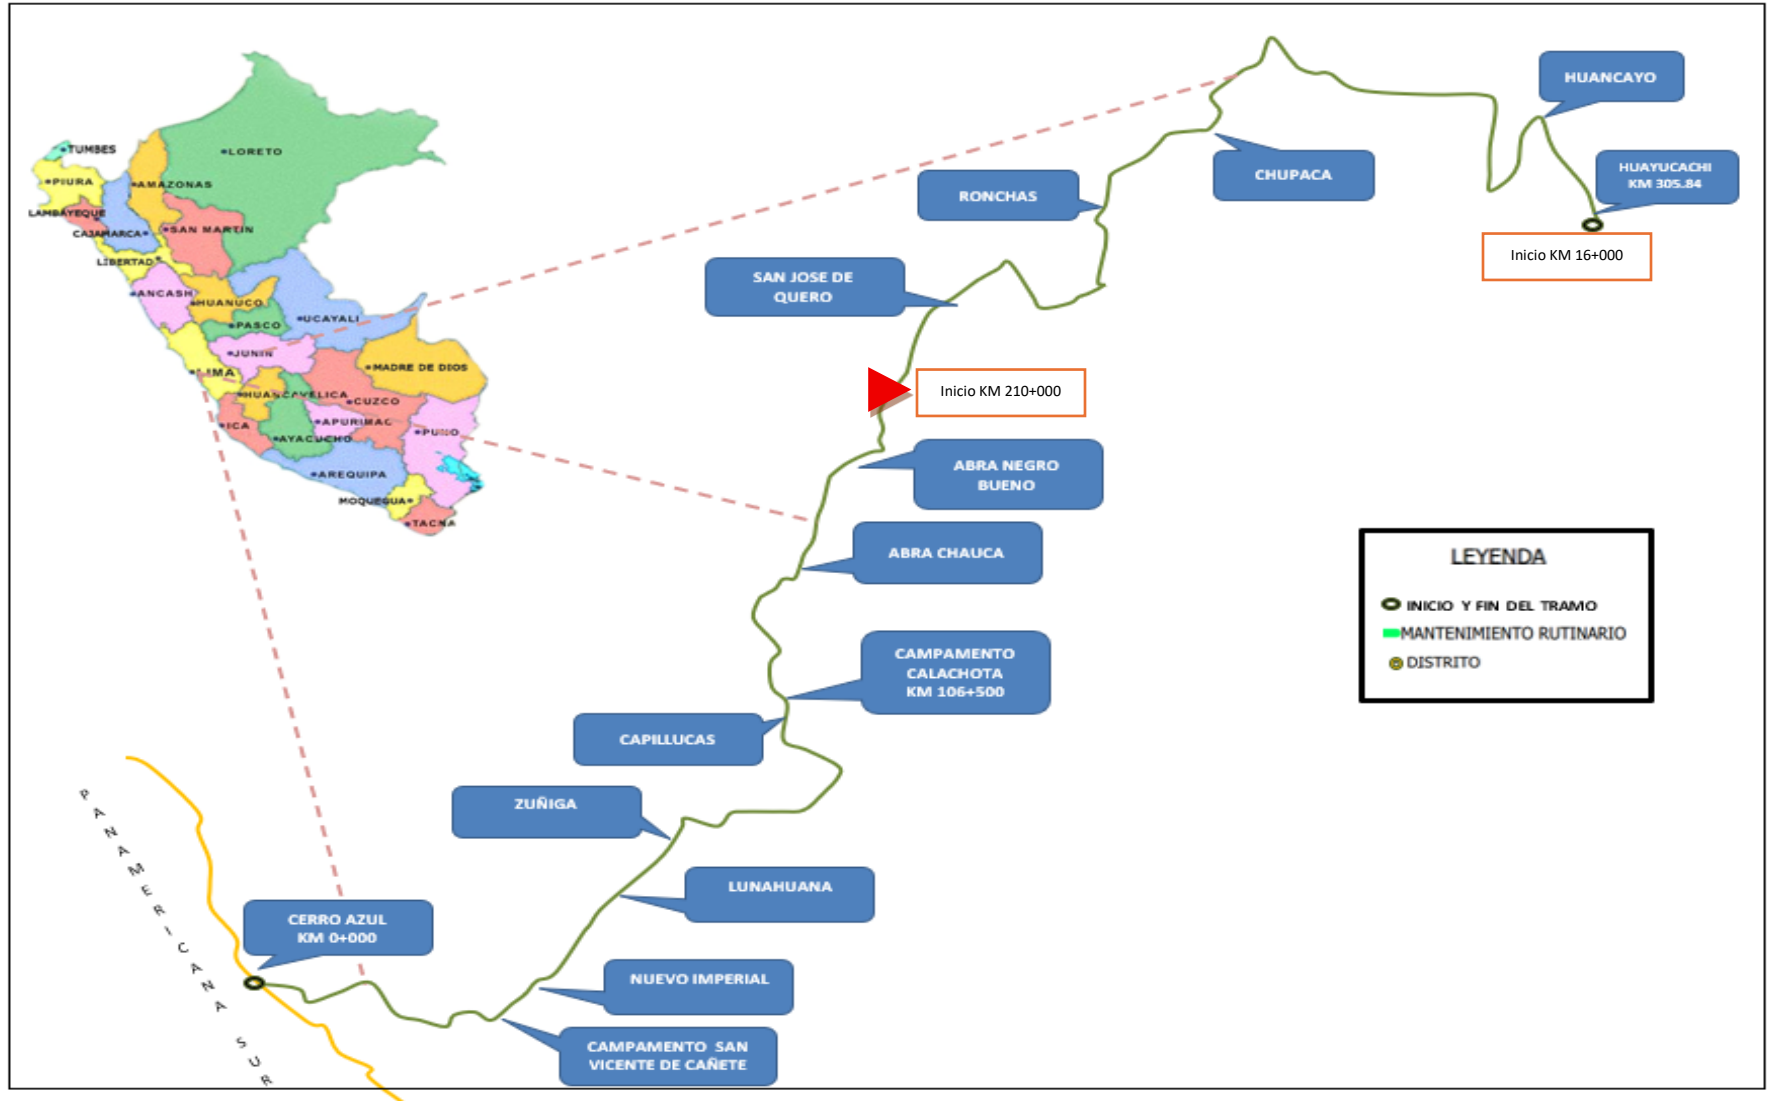 TUMBES
PIURA
LAMBAYEQUE
CAJAMARCA
AMAZONAS
LORETO
SAN MARTIN
LIBERTAD
ANCASH
HUANUCO
PASCO
UCAYALI
JUNIN
LIMA
MADRE DE DIOS
HUANCAVELICA
CUZCO
ICA
AYACUCHO
APURIMAC
PUNO
AREQUIPA
MOQUEGUA
TACNA
HUANCAYO
HUAYUCACHI
KM 305.84
Inicio KM 16+000
CHUPACA
RONCHAS
SAN JOSE DE
QUERO
Inicio KM 210+000
ABRA NEGRO
BUENO
ABRA CHAUCA
CAMPAMENTO
CALACHOTA
KM 106+500
CAPILLUCAS
ZUÑIGA
LUNAHUANA
NUEVO IMPERIAL
CAMPAMENTO SAN
VICENTE DE CAÑETE
CERRO AZUL
KM 0+000
PANAMERICANA SUR
LEYENDA
INICIO Y FIN DEL TRAMO
MANTENIMIENTO RUTINARIO
DISTRITO